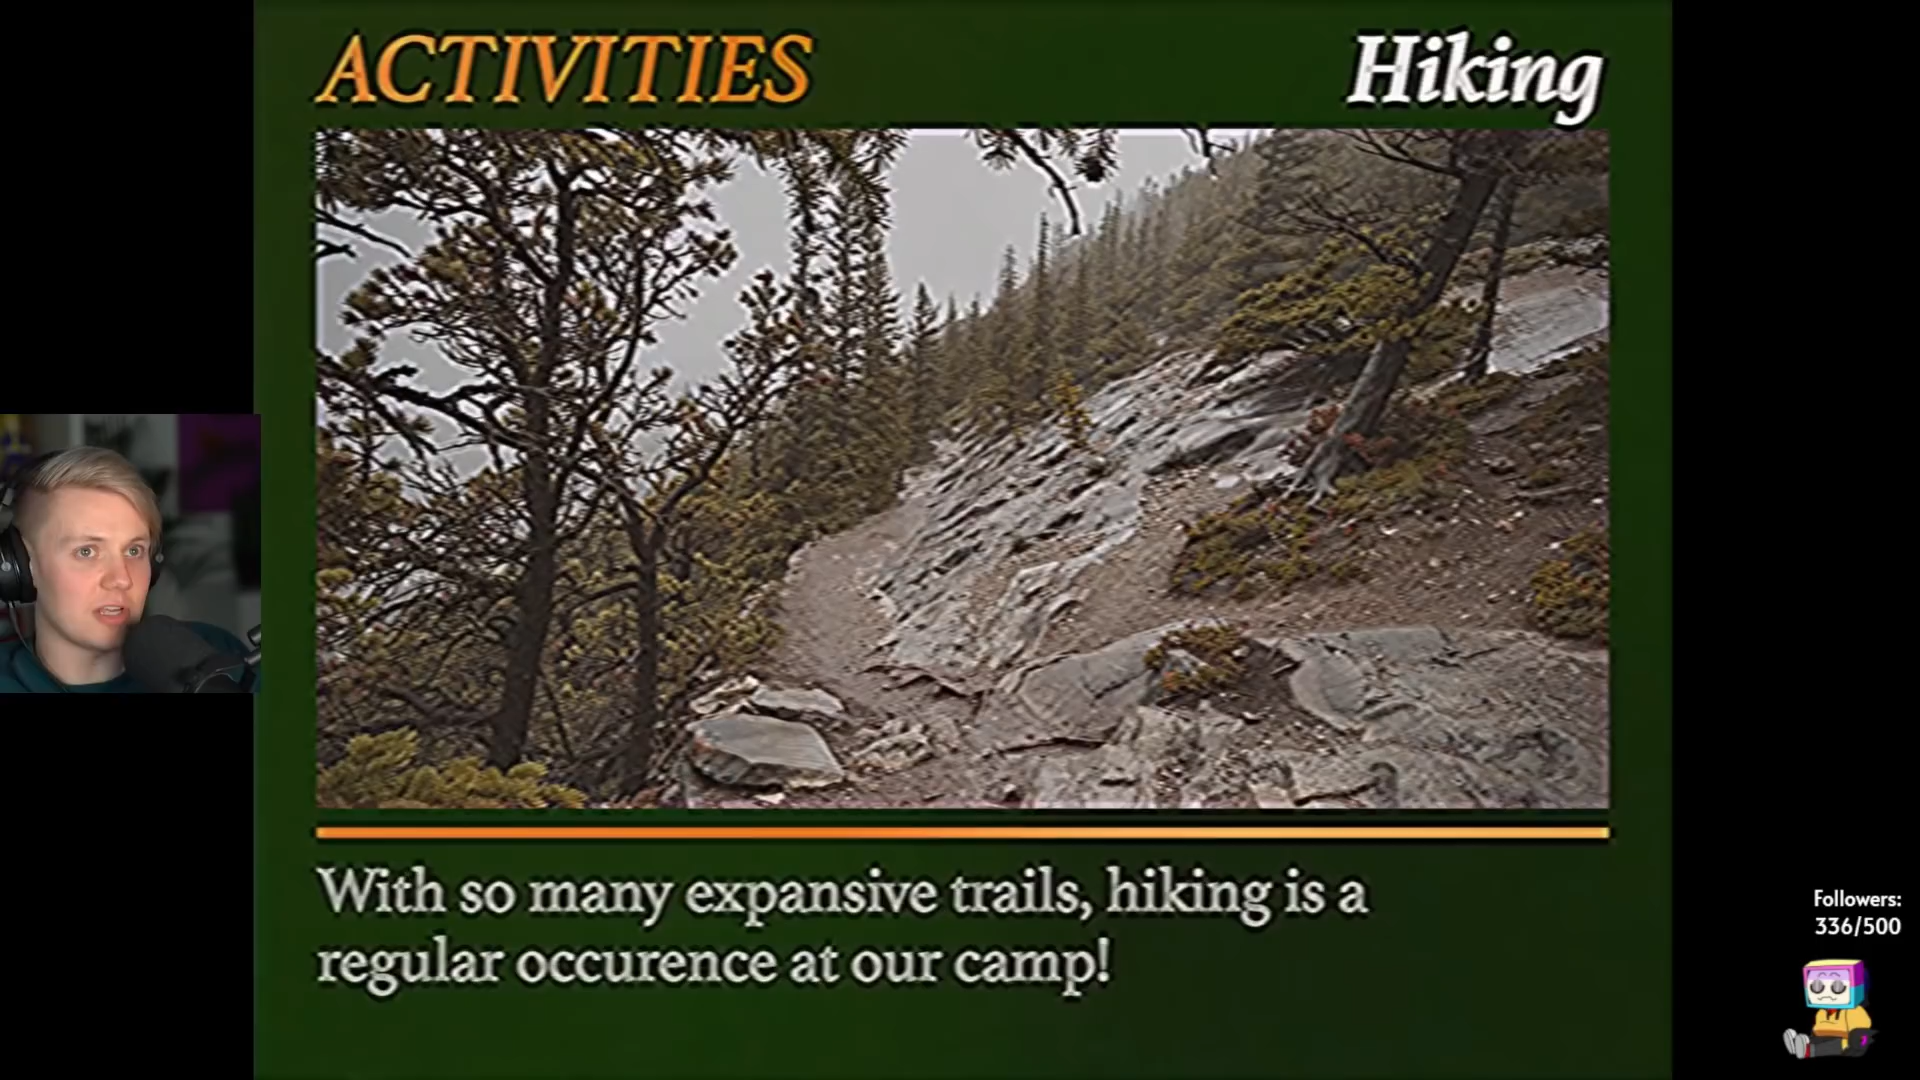 ACTIVITIES
Hiking
With so many expansive trails, hiking is a
regular occurence at our camp!
Followers:
336/500